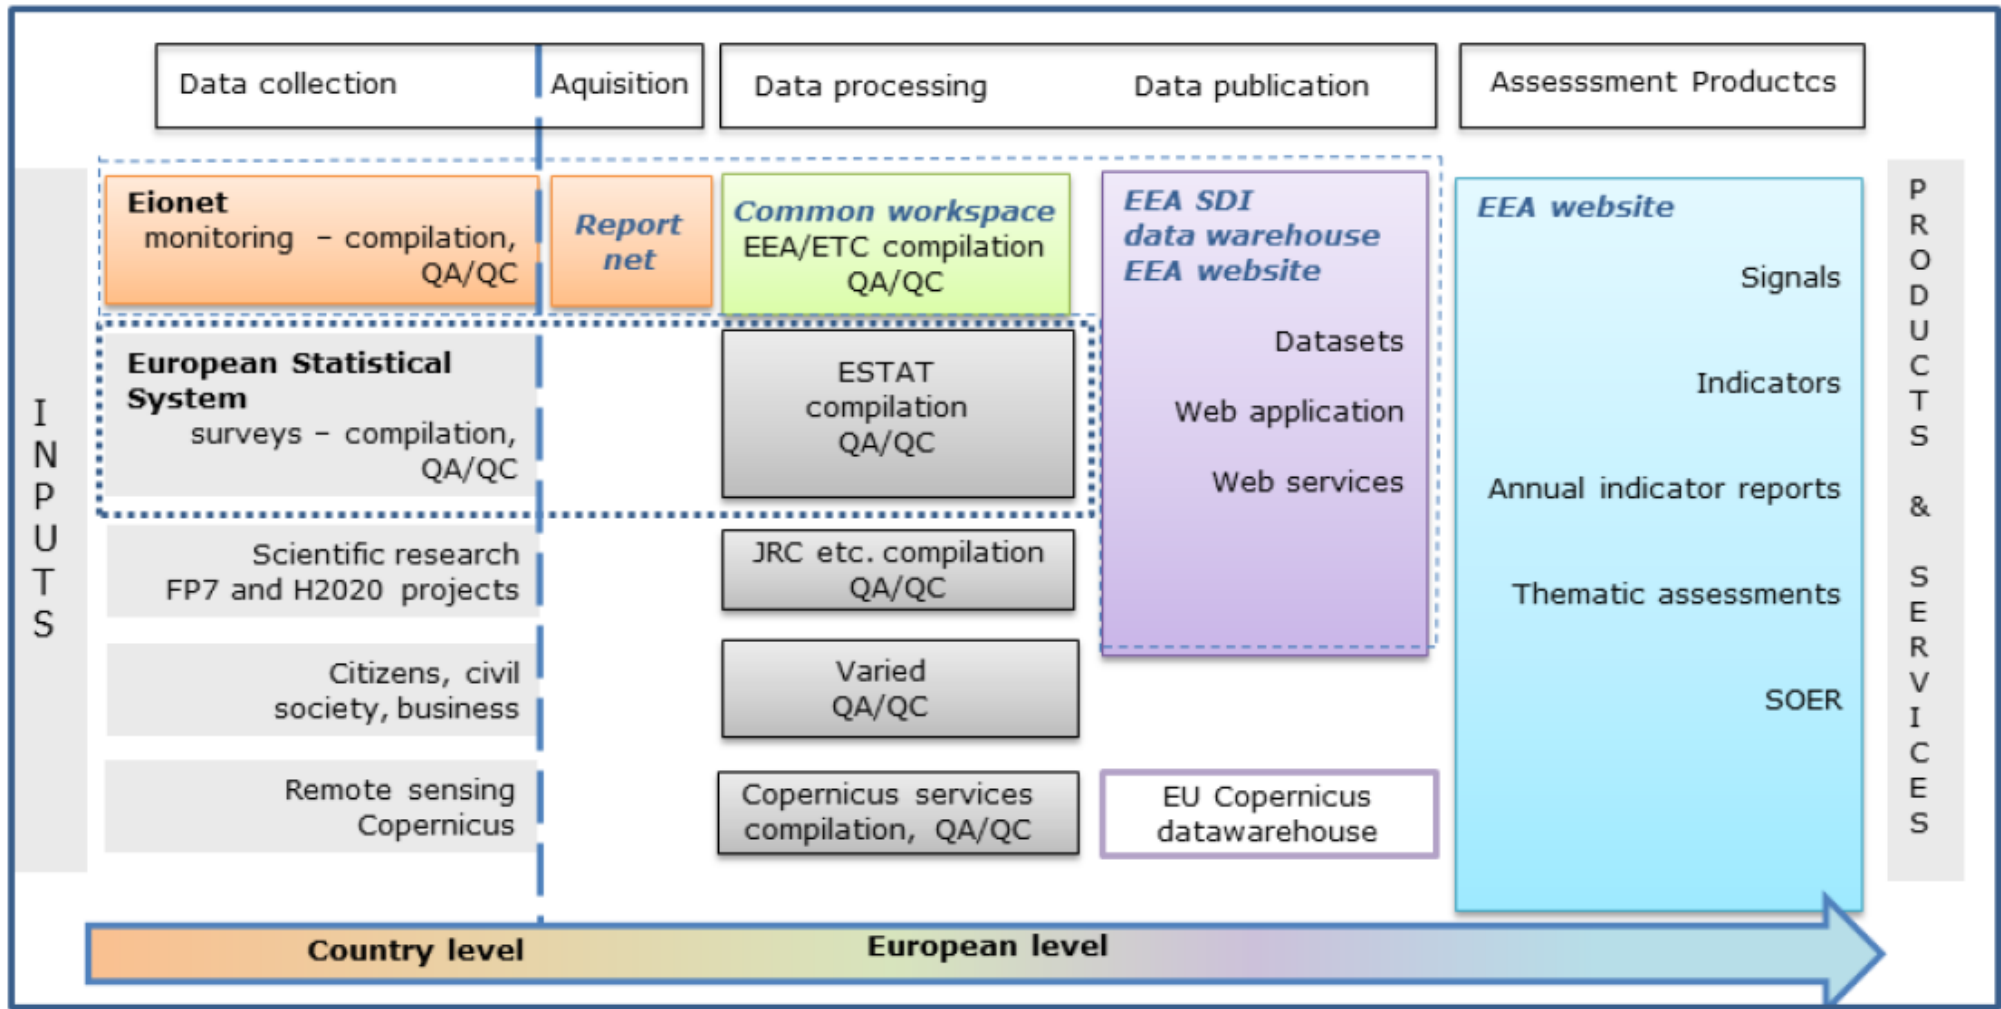 Data collection
Aquisition
Data processing
Data publication
Assesssment Productcs
INPUTS
Eionet
monitoring – compilation,
QA/QC
Report
net
Common workspace
EEA/ETC compilation
QA/QC
EEA SDI
data warehouse
EEA website
Datasets
Web application
Web services
EEA website
Signals
Indicators
Annual indicator reports
Thematic assessments
SOER
European Statistical
System
surveys – compilation,
QA/QC
ESTAT
compilation
QA/QC
Scientific research
FP7 and H2020 projects
JRC etc. compilation
QA/QC
Citizens, civil
society, business
Varied
QA/QC
Remote sensing
Copernicus
Copernicus services
compilation, QA/QC
EU Copernicus
datawarehouse
PRODUCTS & SERVICES
Country level
European level